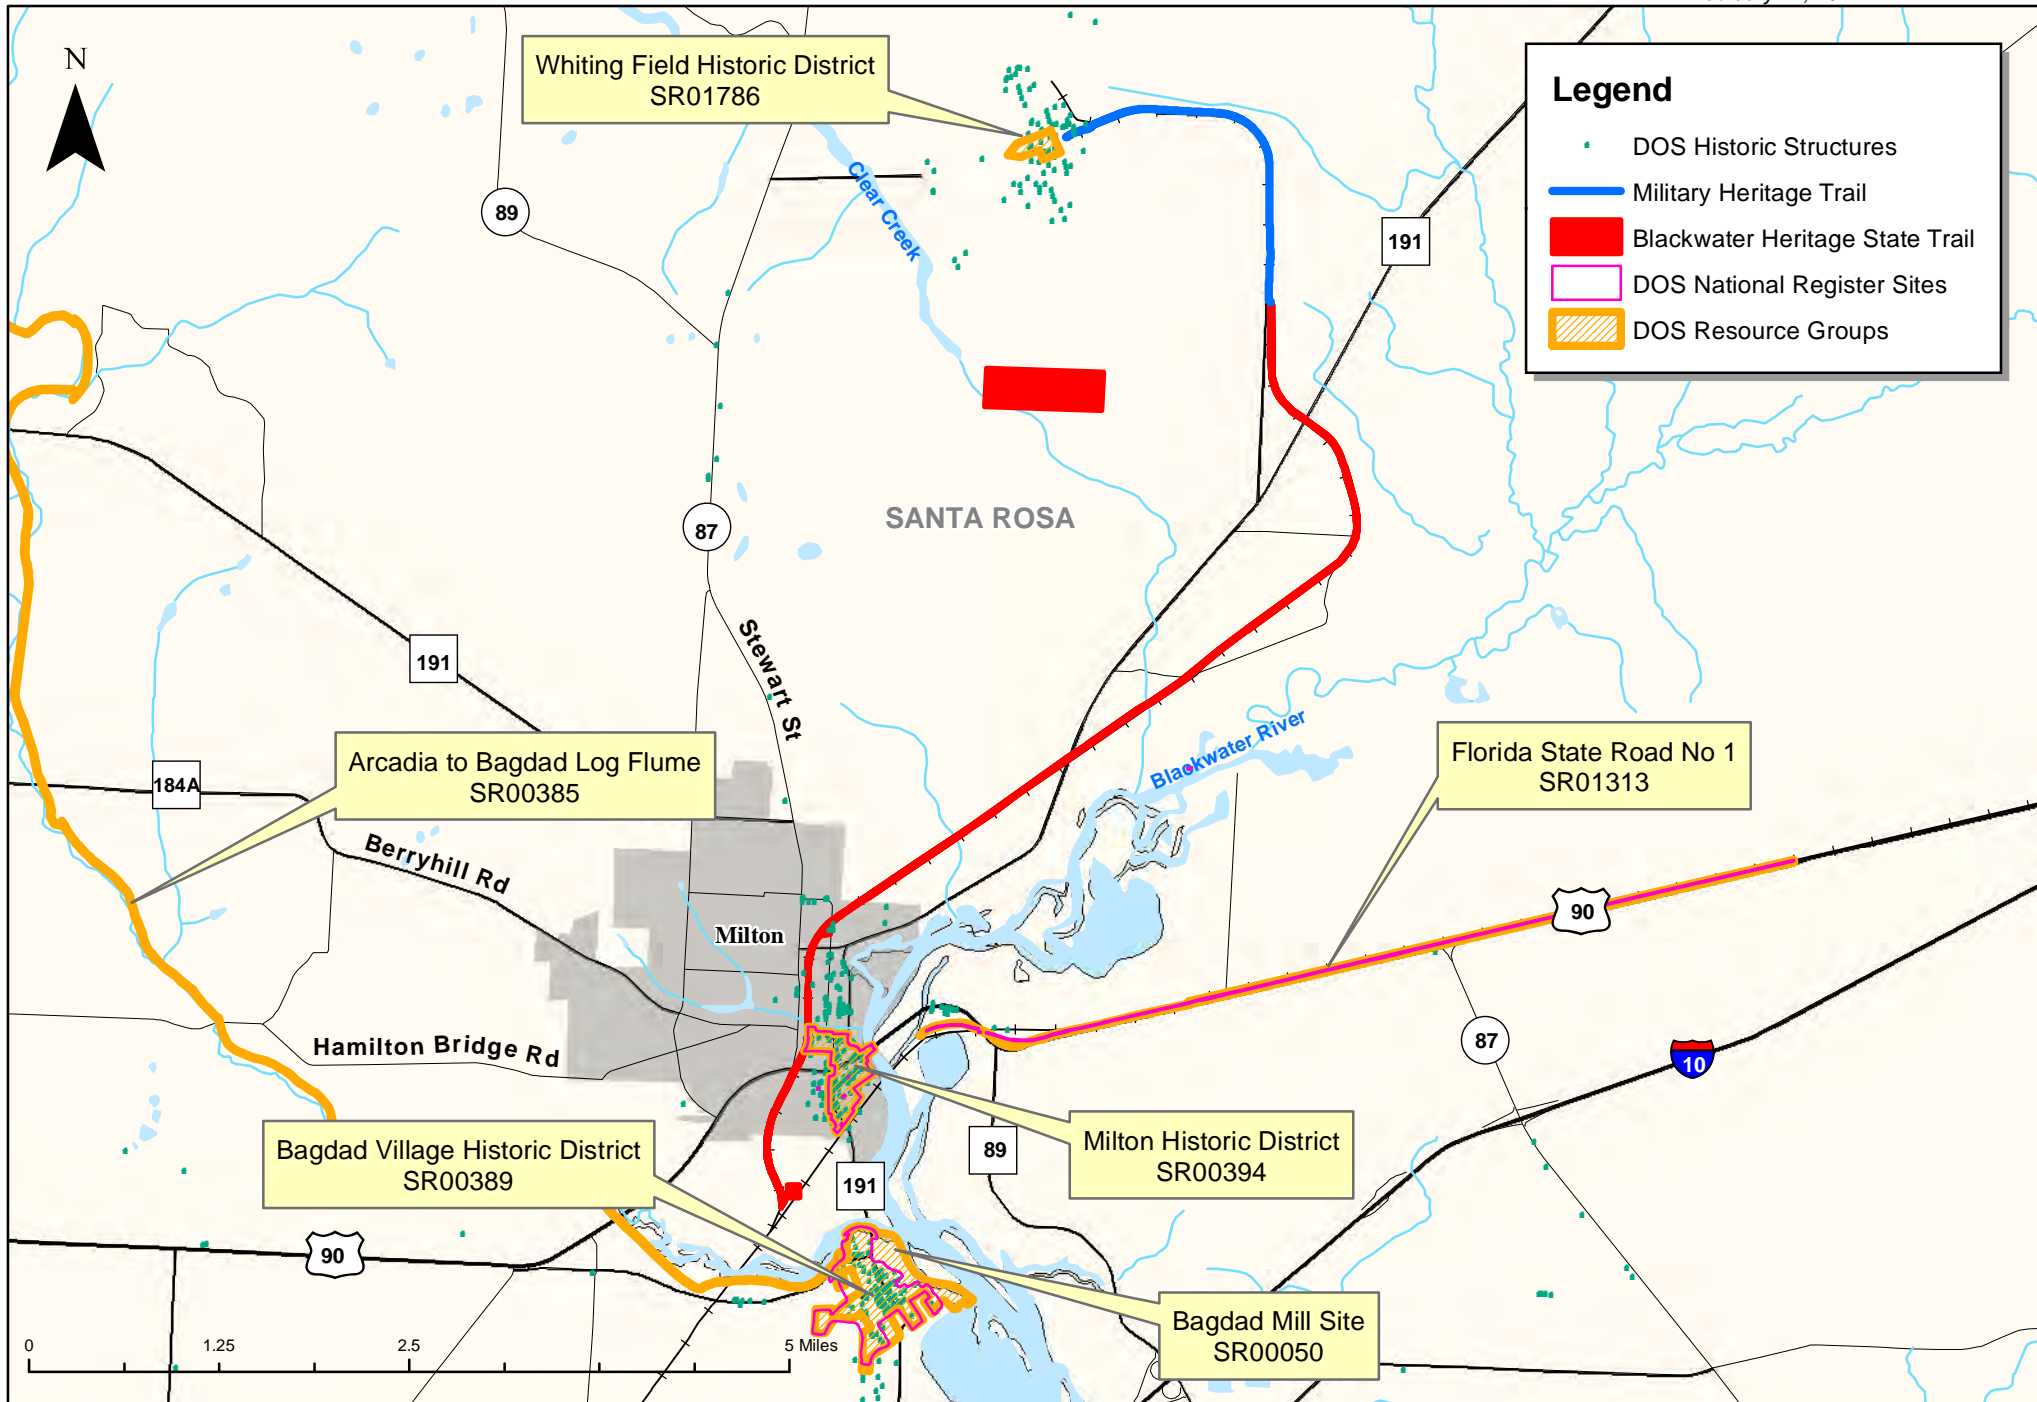 N
Whiting Field Historic District
SR01786
Legend
DOS Historic Structures
Military Heritage Trail
Blackwater Heritage State Trail
DOS National Register Sites
DOS Resource Groups
89
Clear Creek
191
SANTA ROSA
87
191
Stewart St
Arcadia to Bagdad Log Flume
SR00385
184A
Berryhill Rd
Blackwater River
Florida State Road No 1
SR01313
90
Milton
Hamilton Bridge Rd
87
10
Bagdad Village Historic District
SR00389
Milton Historic District
SR00394
89
191
90
Bagdad Mill Site
SR00050
0
1.25
2.5
5 Miles